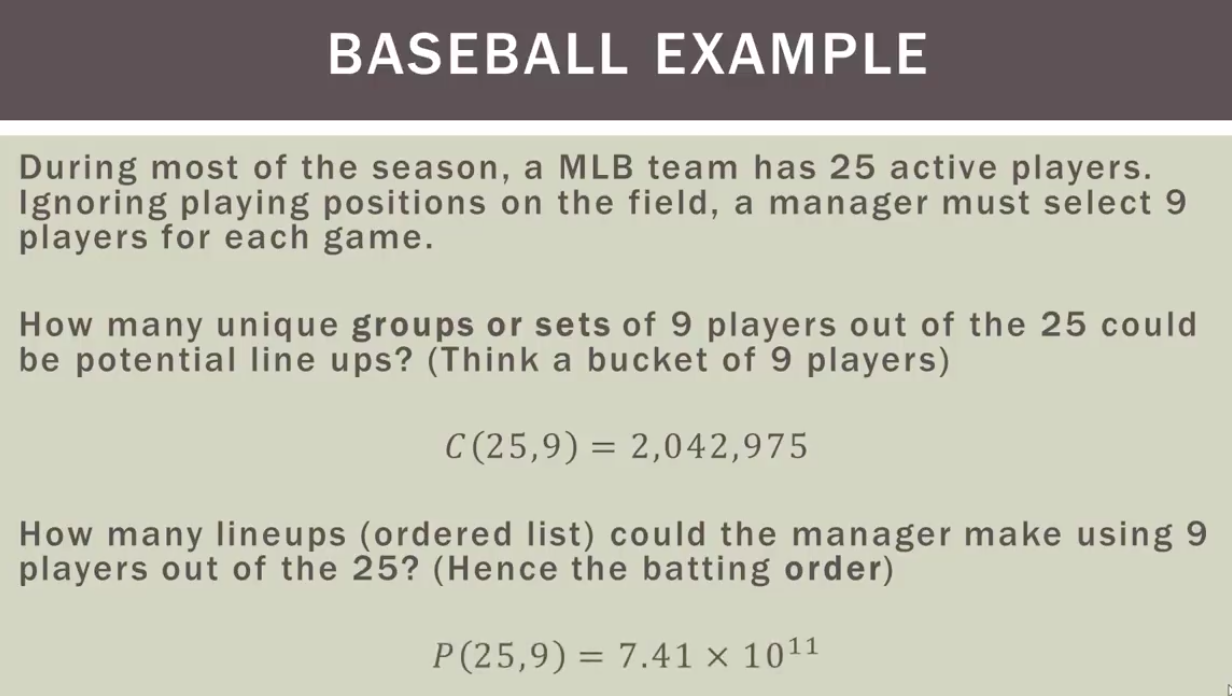 BASEBALL EXAMPLE
During most of the season, a MLB team has 25 active players.
Ignoring playing positions on the field, a manager must select 9
players for each game.
How many unique groups or sets of 9 players out of the 25 could
be potential line ups? (Think a bucket of 9 players)
C(25,9) = 2,042,975
How many lineups (ordered list) could the manager make using 9
players out of the 25? (Hence the batting order)
P(25,9) = 7.41 × 10¹¹